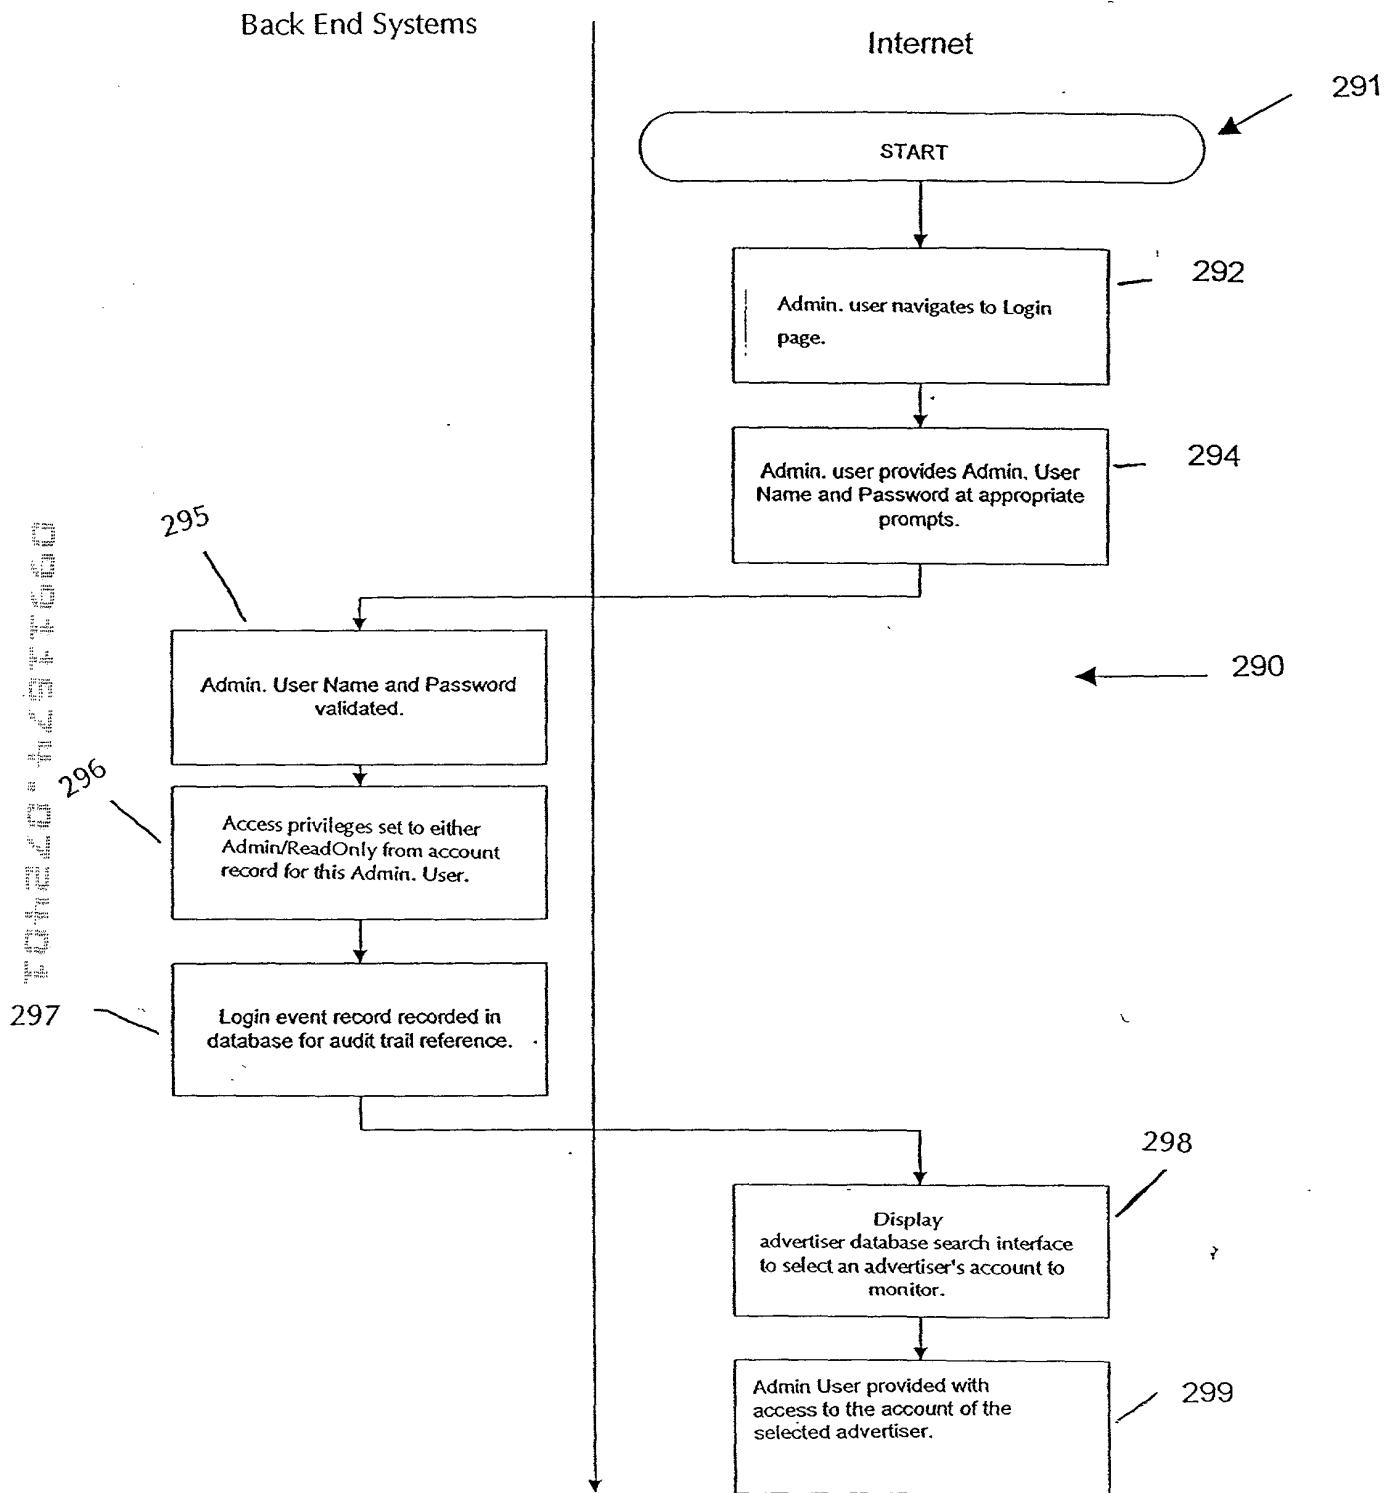 Back End Systems
Internet
291
START
292
Admin. user navigates to Login
page.
294
Admin. user provides Admin. User
Name and Password at appropriate
prompts.
295
Admin. User Name and Password
validated.
290
296
Access privileges set to either
Admin/ReadOnly from account
record for this Admin. User.
297
Login event record recorded in
database for audit trail reference.
298
Display
advertiser database search interface
to select an advertiser's account to
monitor.
299
Admin User provided with
access to the account of the
selected advertiser.